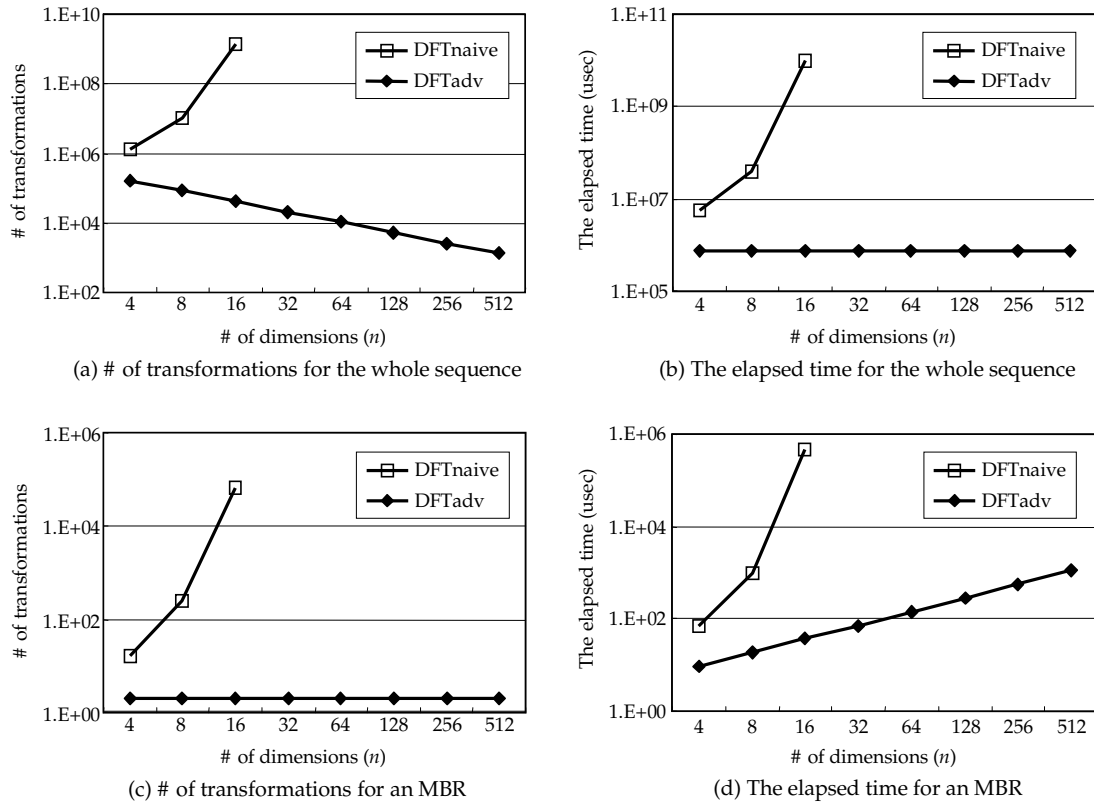 1.E+10
1.E+08
1.E+06
1.E+04
1.E+02
# of transformations
DFTnaive
DFTadv
4 8 16 32 64 128 256 512
# of dimensions (n)
(a) # of transformations for the whole sequence
1.E+11
1.E+09
1.E+07
1.E+05
The elapsed time (usec)
DFTnaive
DFTadv
4 8 16 32 64 128 256 512
# of dimensions (n)
(b) The elapsed time for the whole sequence
1.E+06
1.E+04
1.E+02
1.E+00
# of transformations
DFTnaive
DFTadv
4 8 16 32 64 128 256 512
# of dimensions (n)
(c) # of transformations for an MBR
1.E+06
1.E+04
1.E+02
1.E+00
The elapsed time (usec)
DFTnaive
DFTadv
4 8 16 32 64 128 256 512
# of dimensions (n)
(d) The elapsed time for an MBR